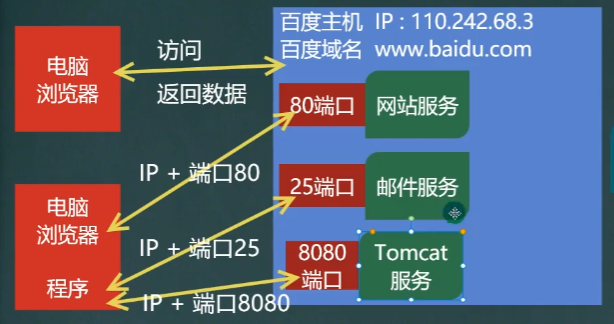 百度主机 IP : 110.242.68.3
百度域名 www.baidu.com
电脑
浏览器
访问
返回数据
80端口
网站服务
IP + 端口80
25端口
邮件服务
电脑
浏览器
程序
IP + 端口25
8080
端口
Tomcat
服务
IP + 端口8080